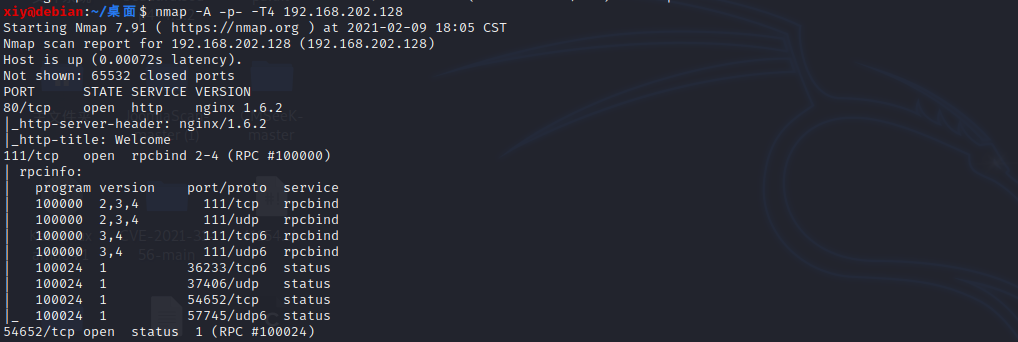 xiy@debian:~/桌面$ nmap -A -p- -T4 192.168.202.128
Starting Nmap 7.91 ( https://nmap.org ) at 2021-02-09 18:05 CST
Nmap scan report for 192.168.202.128 (192.168.202.128)
Host is up (0.00072s latency).
Not shown: 65532 closed ports
PORT      STATE SERVICE VERSION
80/tcp    open  http    nginx 1.6.2
|_http-server-header: nginx/1.6.2
|_http-title: Welcome
111/tcp   open  rpcbind 2-4 (RPC #100000)
| rpcinfo:
|   program version    port/proto  service
|   100000  2,3,4        111/tcp   rpcbind
|   100000  2,3,4        111/udp   rpcbind
|   100000  3,4          111/tcp6  rpcbind
|   100000  3,4          111/udp6  rpcbind
|   100024  1          36233/tcp6  status
|   100024  1          37406/udp   status
|   100024  1          54652/tcp   status
|_  100024  1          57745/udp6  status
54652/tcp open  status  1 (RPC #100024)